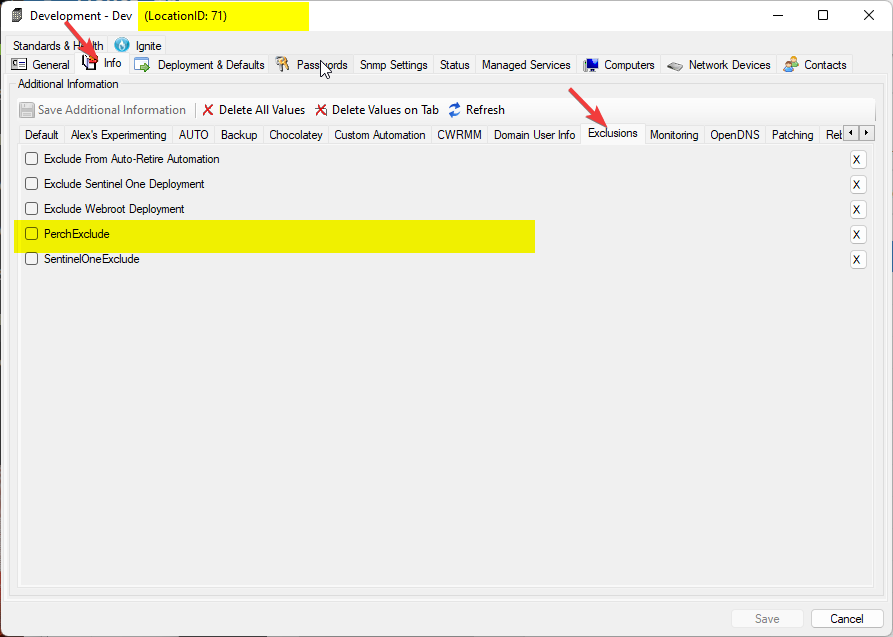 Development - Dev (LocationID: 71)
Standards & Health Ignite
General Info Deployment & Defaults Passwords Snmp Settings Status Managed Services Computers Network Devices Contacts
Additional Information
Save Additional Information Delete All Values Delete Values on Tab Refresh
Default Alex's Experimenting AUTO Backup Chocolatey Custom Automation CWRMM Domain User Info Exclusions Monitoring OpenDNS Patching Reb
Exclude From Auto-Retire Automation X
Exclude Sentinel One Deployment X
Exclude Webroot Deployment X
PerchExclude X
SentinelOneExclude X
Save Cancel